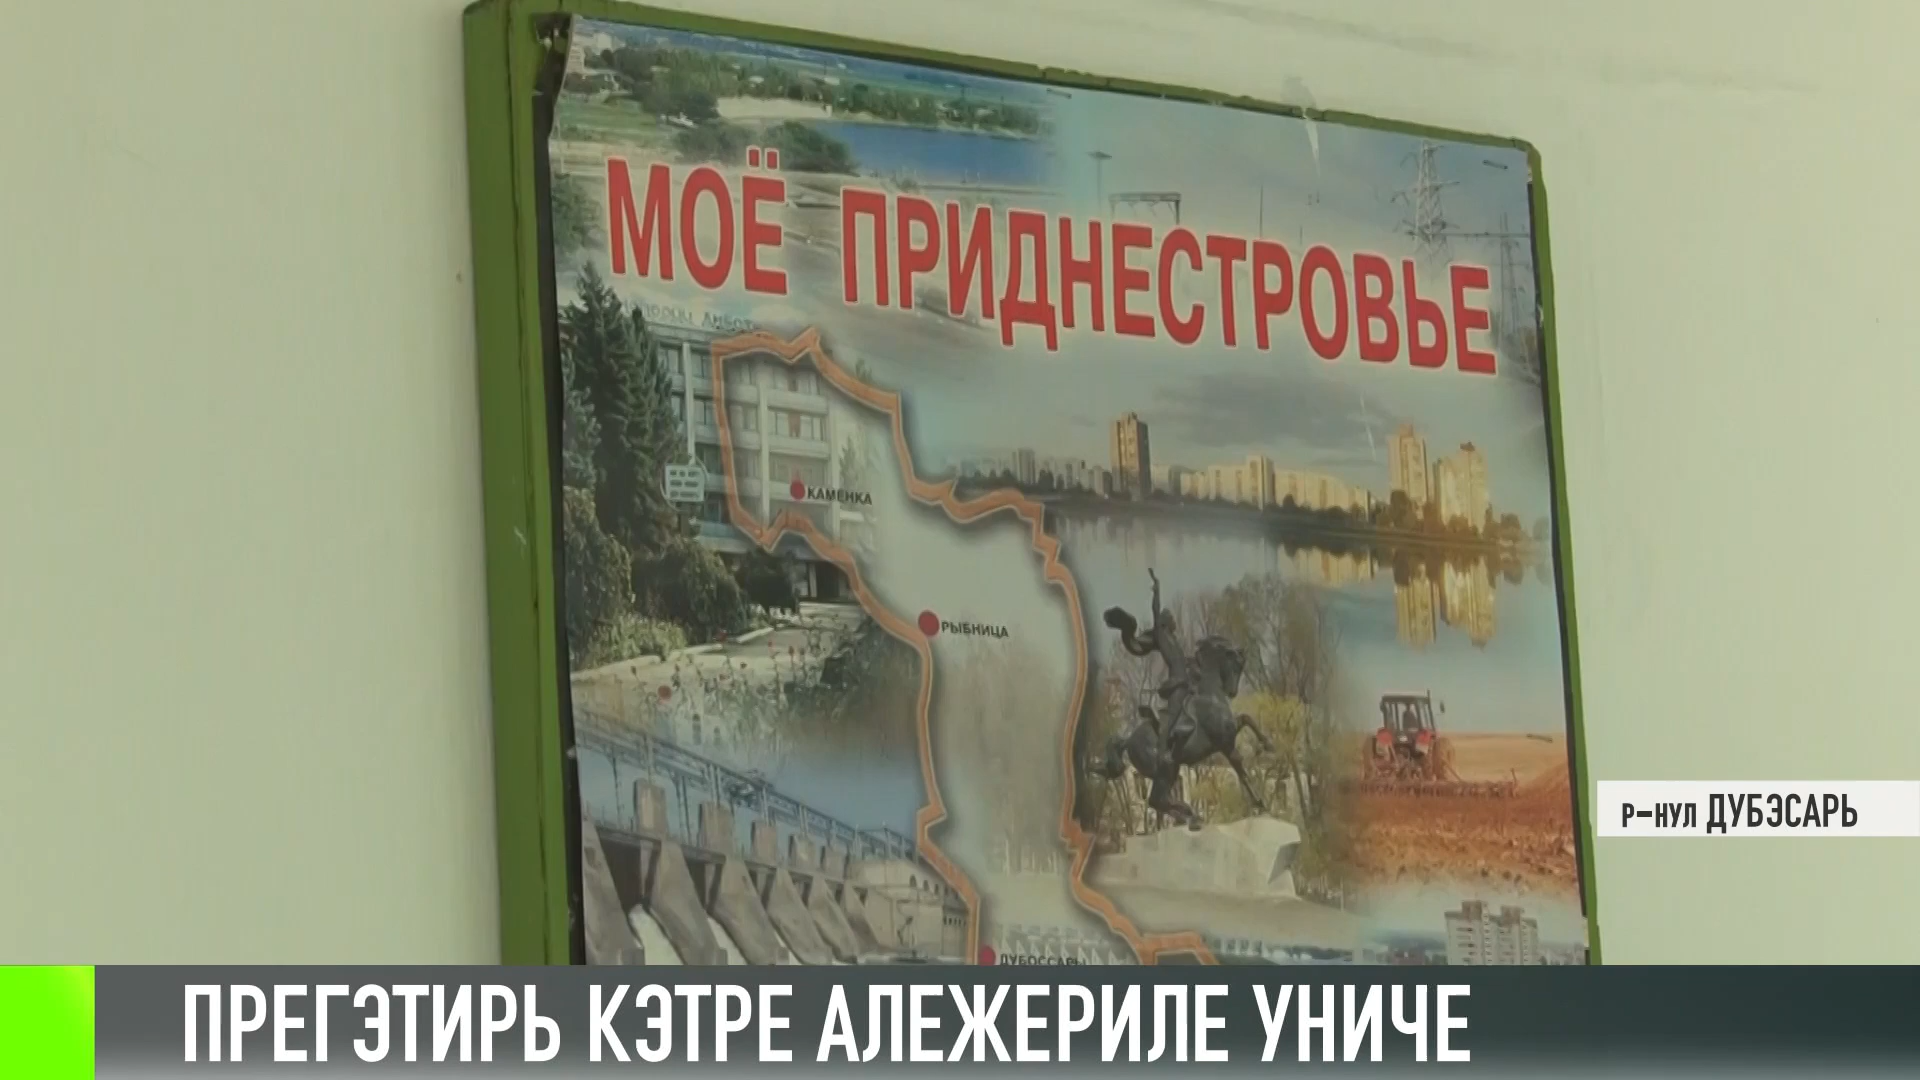 МОЁ ПРИДНЕСТРОВЬЕ
КАМЕНКА
РЫБНИЦА
ДУБОССАРЫ
Р-НУЛ ДУБЭСАРЬ
ПРЕГЭТИРЬ КЭТРЕ АЛЕЖЕРИЛЕ УНИЧЕ